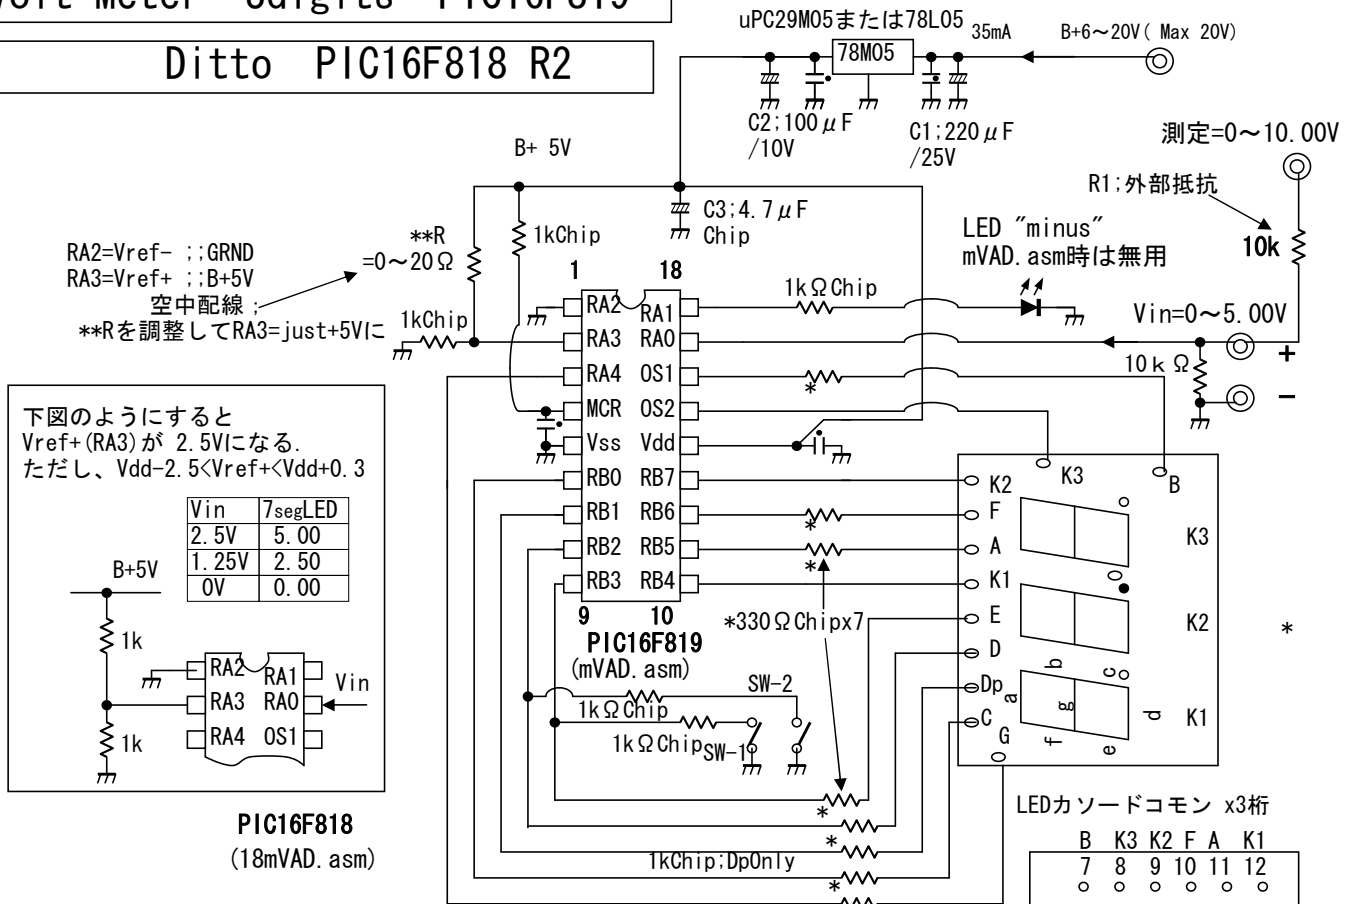 Volt Meter 3digits PIC16F819
Ditto PIC16F818 R2
uPC29M05または78L05
35mA
B+6～20V( Max 20V)
78M05
C2;100μF
/10V
C1;220μF
/25V
測定=0～10.00V
R1;外部抵抗
10k
B+ 5V
C3;4.7μF
Chip
LED "minus"
mVAD.asm時は無用
RA2=Vref- ;;GRND
RA3=Vref+ ;;B+5V
空中配線;
**Rを調整してRA3=just+5Vに
**R
=0～20Ω
1kChip
1kChip
1 18
1kΩChip
Vin=0～5.00V
+
10kΩ
−
RA2 RA1
RA3 RA0
RA4 OS1
*
MCR OS2
Vss Vdd
RB0 RB7
RB1 RB6
*
RB2 RB5
*
RB3 RB4
9 10
PIC16F819
(mVAD.asm)
*330ΩChipx7
下図のようにすると
Vref+(RA3)が 2.5Vになる.
ただし、Vdd-2.5<Vref+<Vdd+0.3
Vin 7segLED
2.5V 5.00
1.25V 2.50
0V 0.00
B+5V
1k
RA2 RA1
RA3 RA0
Vin
RA4 OS1
1k
PIC16F818
(18mVAD.asm)
K3
B
K2
F
A
K1
E
D
Dp
C
G
K3
K2
K1
a
b
c
d
e
f
g
*
SW-2
1kΩChip
1kΩChip
SW-1
*
*
1kChip;DpOnly
*
LEDカソードコモン x3桁
B K3 K2 F A K1
7 8 9 10 11 12